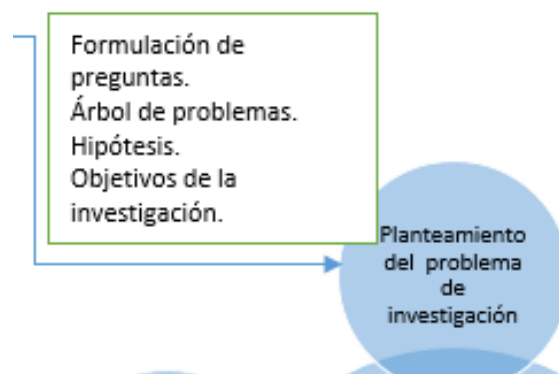 Formulación de
preguntas.
Árbol de problemas.
Hipótesis.
Objetivos de la
investigación.
Planteamiento
del problema
de
investigación